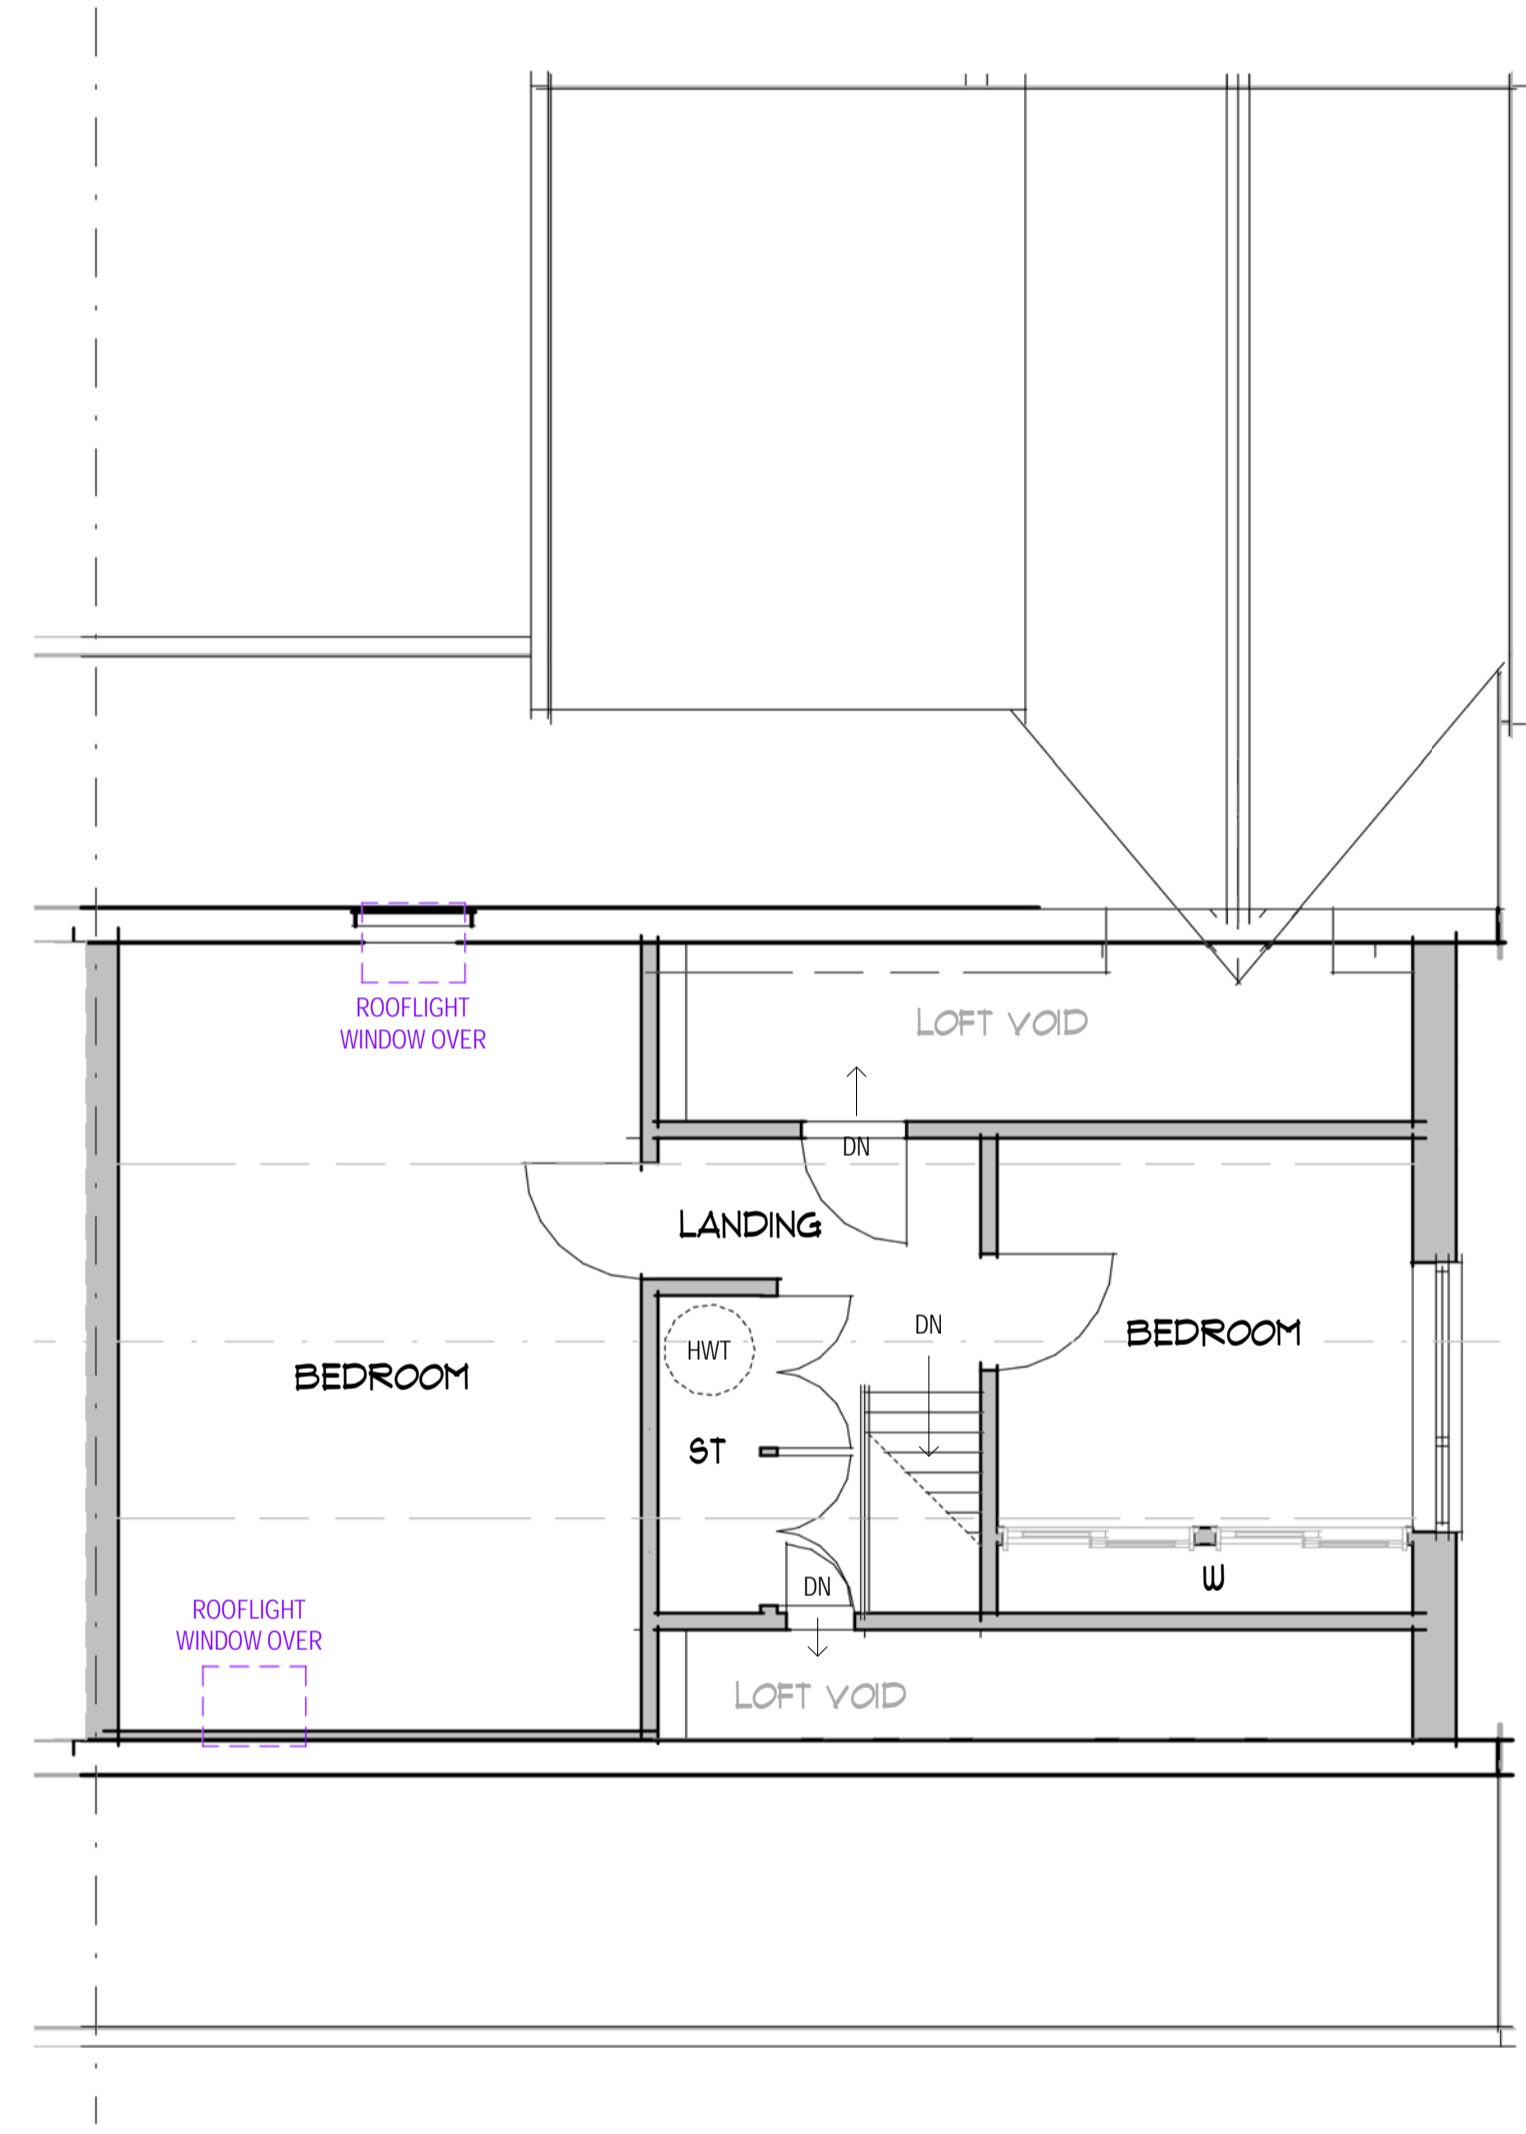 ROOFLIGHT
WINDOW OVER
LOFT VOID
DN
LANDING
DN
BEDROOM
HWT
BEDROOM
ST
DN
W
ROOFLIGHT
WINDOW OVER
LOFT VOID